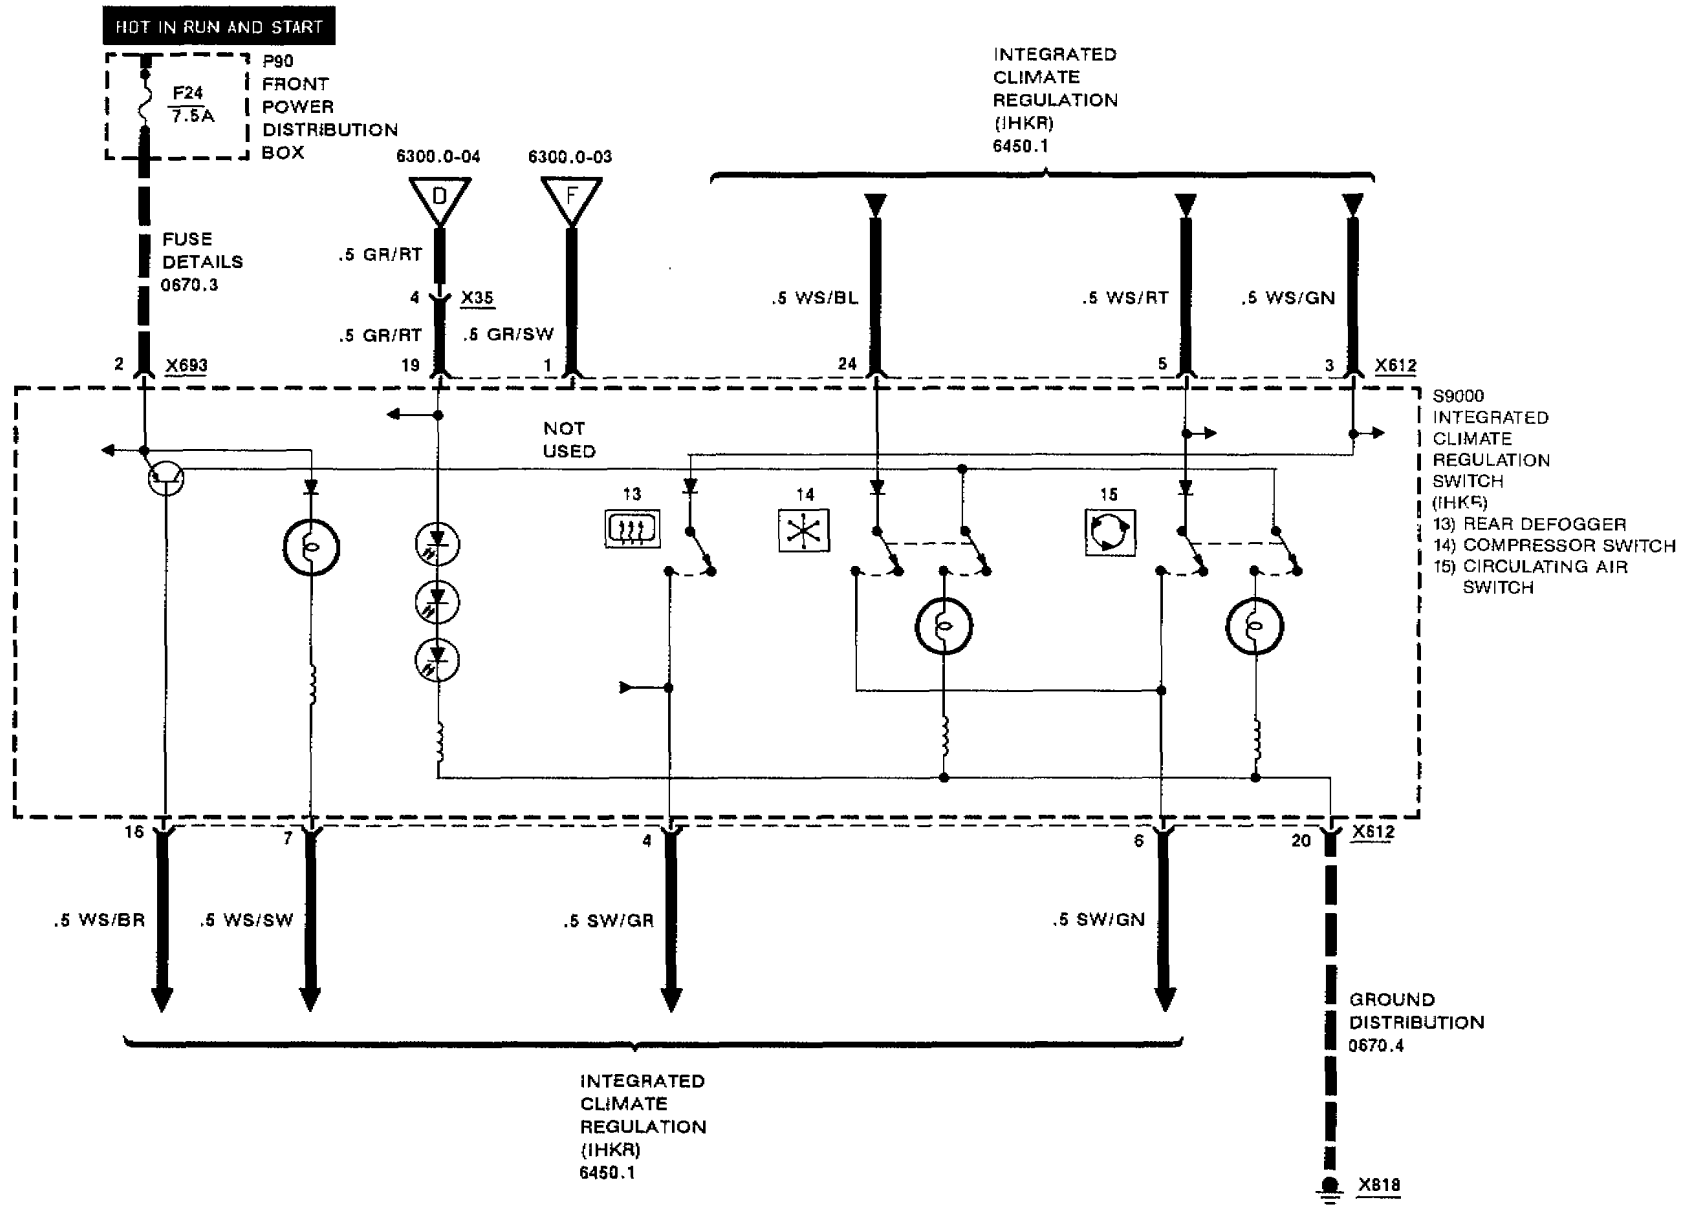 HOT IN RUN AND START
P90
FRONT
POWER
DISTRIBUTION
BOX
F24
7.5A
INTEGRATED
CLIMATE
REGULATION
(IHKR)
6450.1
6300.0-04
6300.0-03
D
F
FUSE
DETAILS
0670.3
.5 GR/RT
4
X35
.5 GR/RT
.5 GR/SW
.5 WS/BL
.5 WS/RT
.5 WS/GN
2
X693
19
1
24
5
3
X612
NOT
USED
13
14
15
S9000
INTEGRATED
CLIMATE
REGULATION
SWITCH
(IHKR)
13) REAR DEFOGGER
14) COMPRESSOR SWITCH
15) CIRCULATING AIR
SWITCH
16
7
4
6
20
X612
.5 WS/BR
.5 WS/SW
.5 SW/GR
.5 SW/GN
GROUND
DISTRIBUTION
0670.4
INTEGRATED
CLIMATE
REGULATION
(IHKR)
6450.1
X818